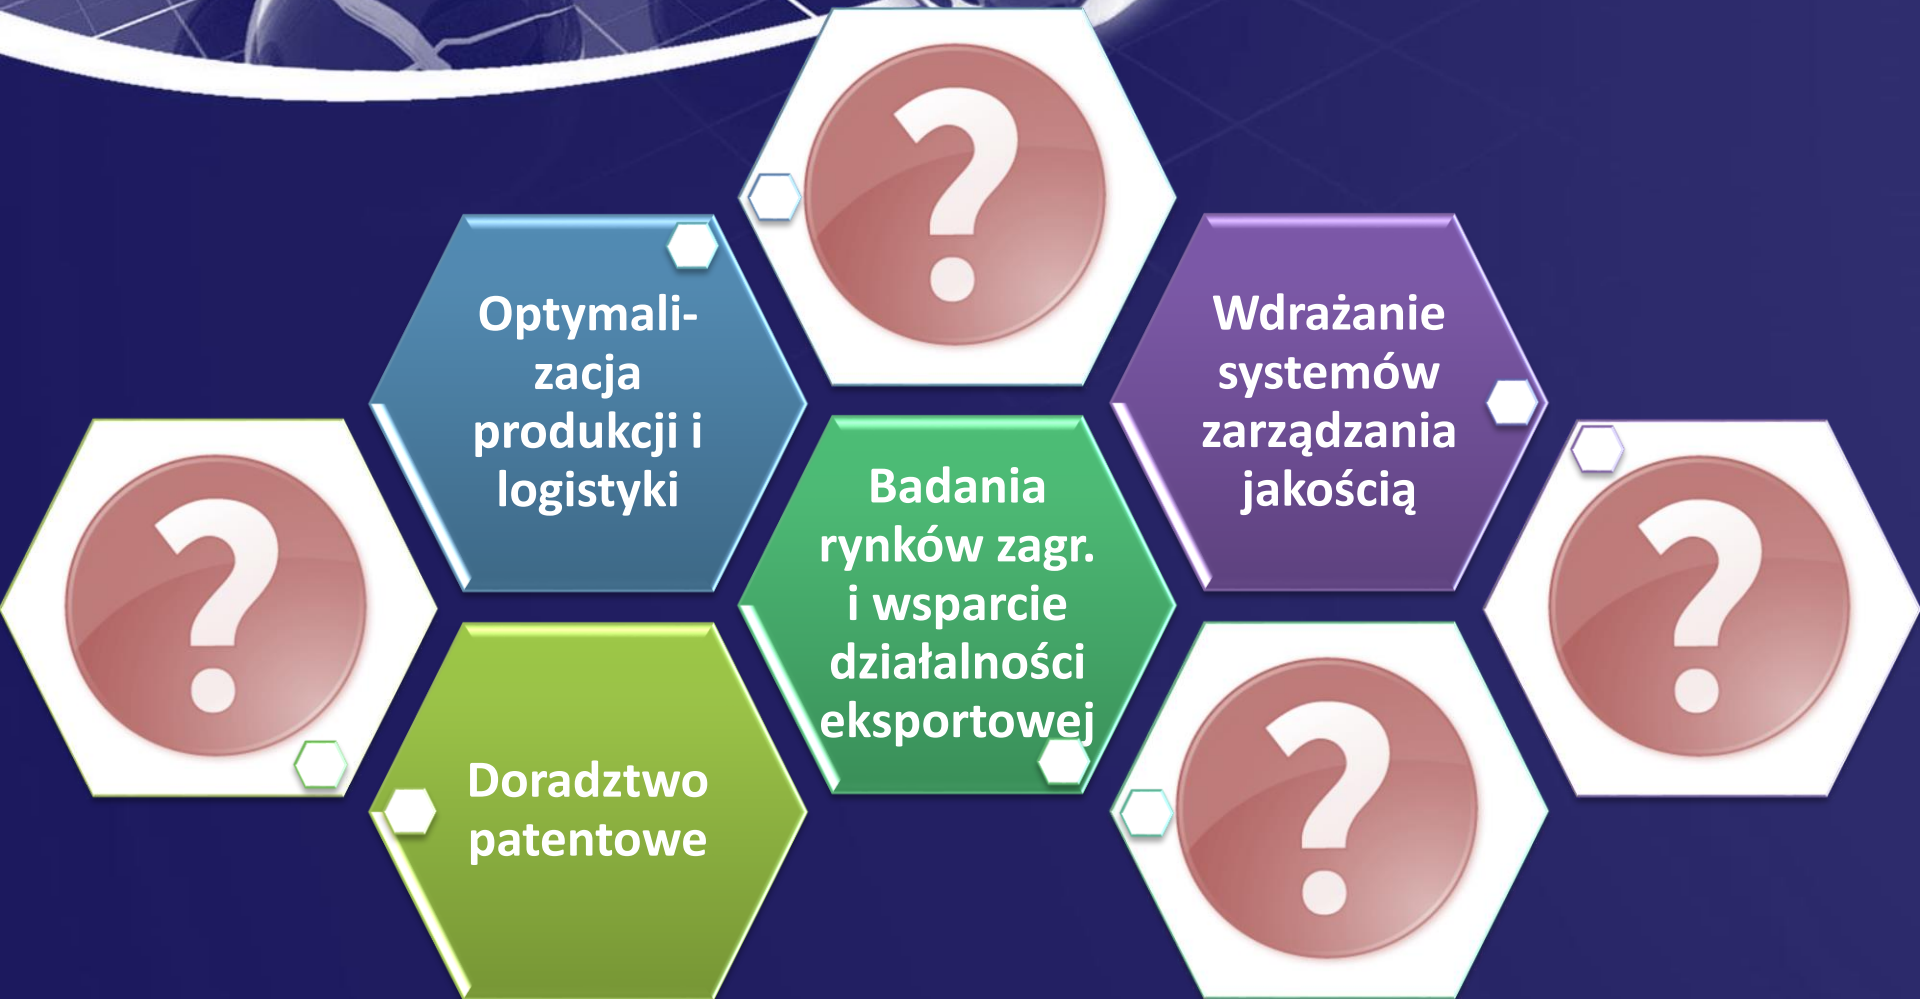 Optymali-
zacja
produkcji i
logistyki
Wdrażanie
systemów
zarządzania
jakością
Badania
rynków zagr.
i wsparcie
działalności
eksportowej
Doradztwo
patentowe
?
?
?
?